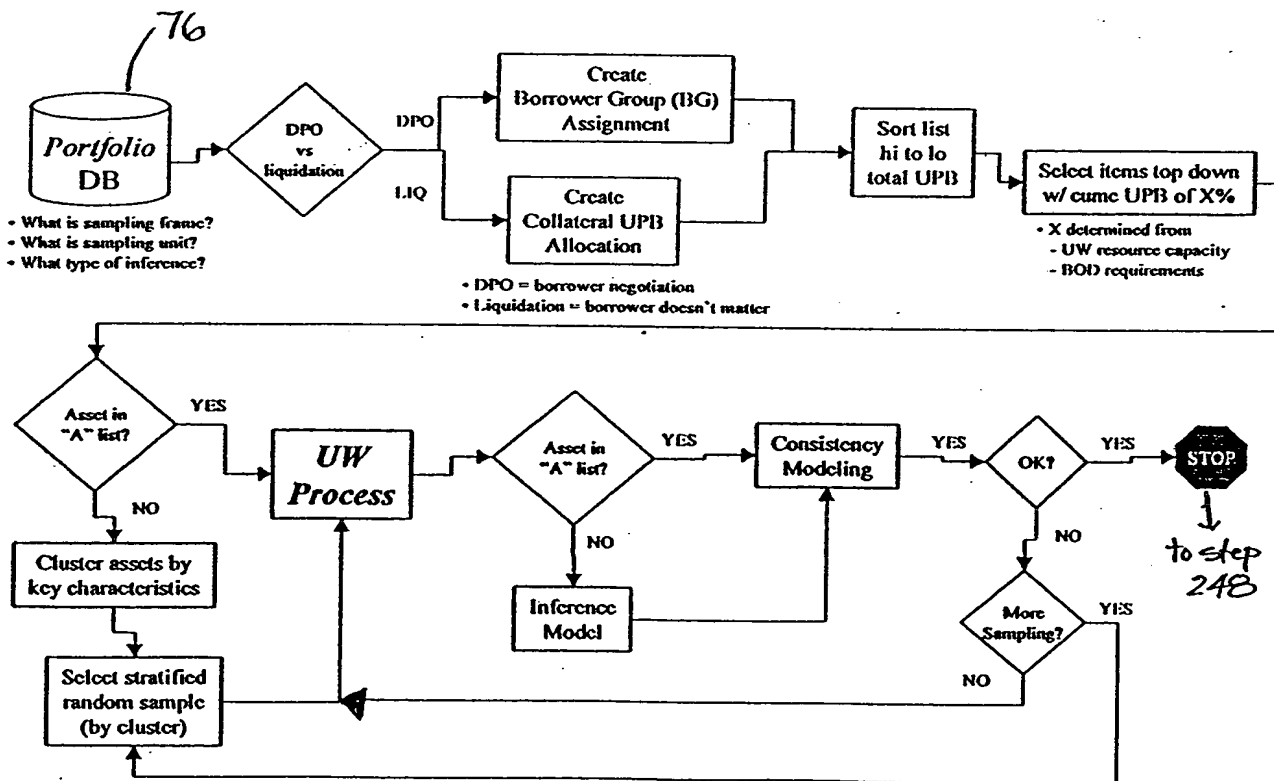 76
Portfolio
DB
• What is sampling frame?
• What is sampling unit?
• What type of inference?
DPO
vs
liquidation
DPO
LIQ
Create
Borrower Group (BG)
Assignment
Create
Collateral UPB
Allocation
• DPO = borrower negotiation
• Liquidation = borrower doesn't matter
Sort list
hi to lo
total UPB
Select items top down
w/ cume UPB of X%
• X determined from
- UW resource capacity
- BOD requirements
Asset in
"A" list?
YES
NO
Cluster assets by
key characteristics
Select stratified
random sample
(by cluster)
UW
Process
Asset in
"A" list?
YES
NO
Inference
Model
Consistency
Modeling
YES
OK?
YES
NO
STOP
to step
248
More
Sampling?
YES
NO